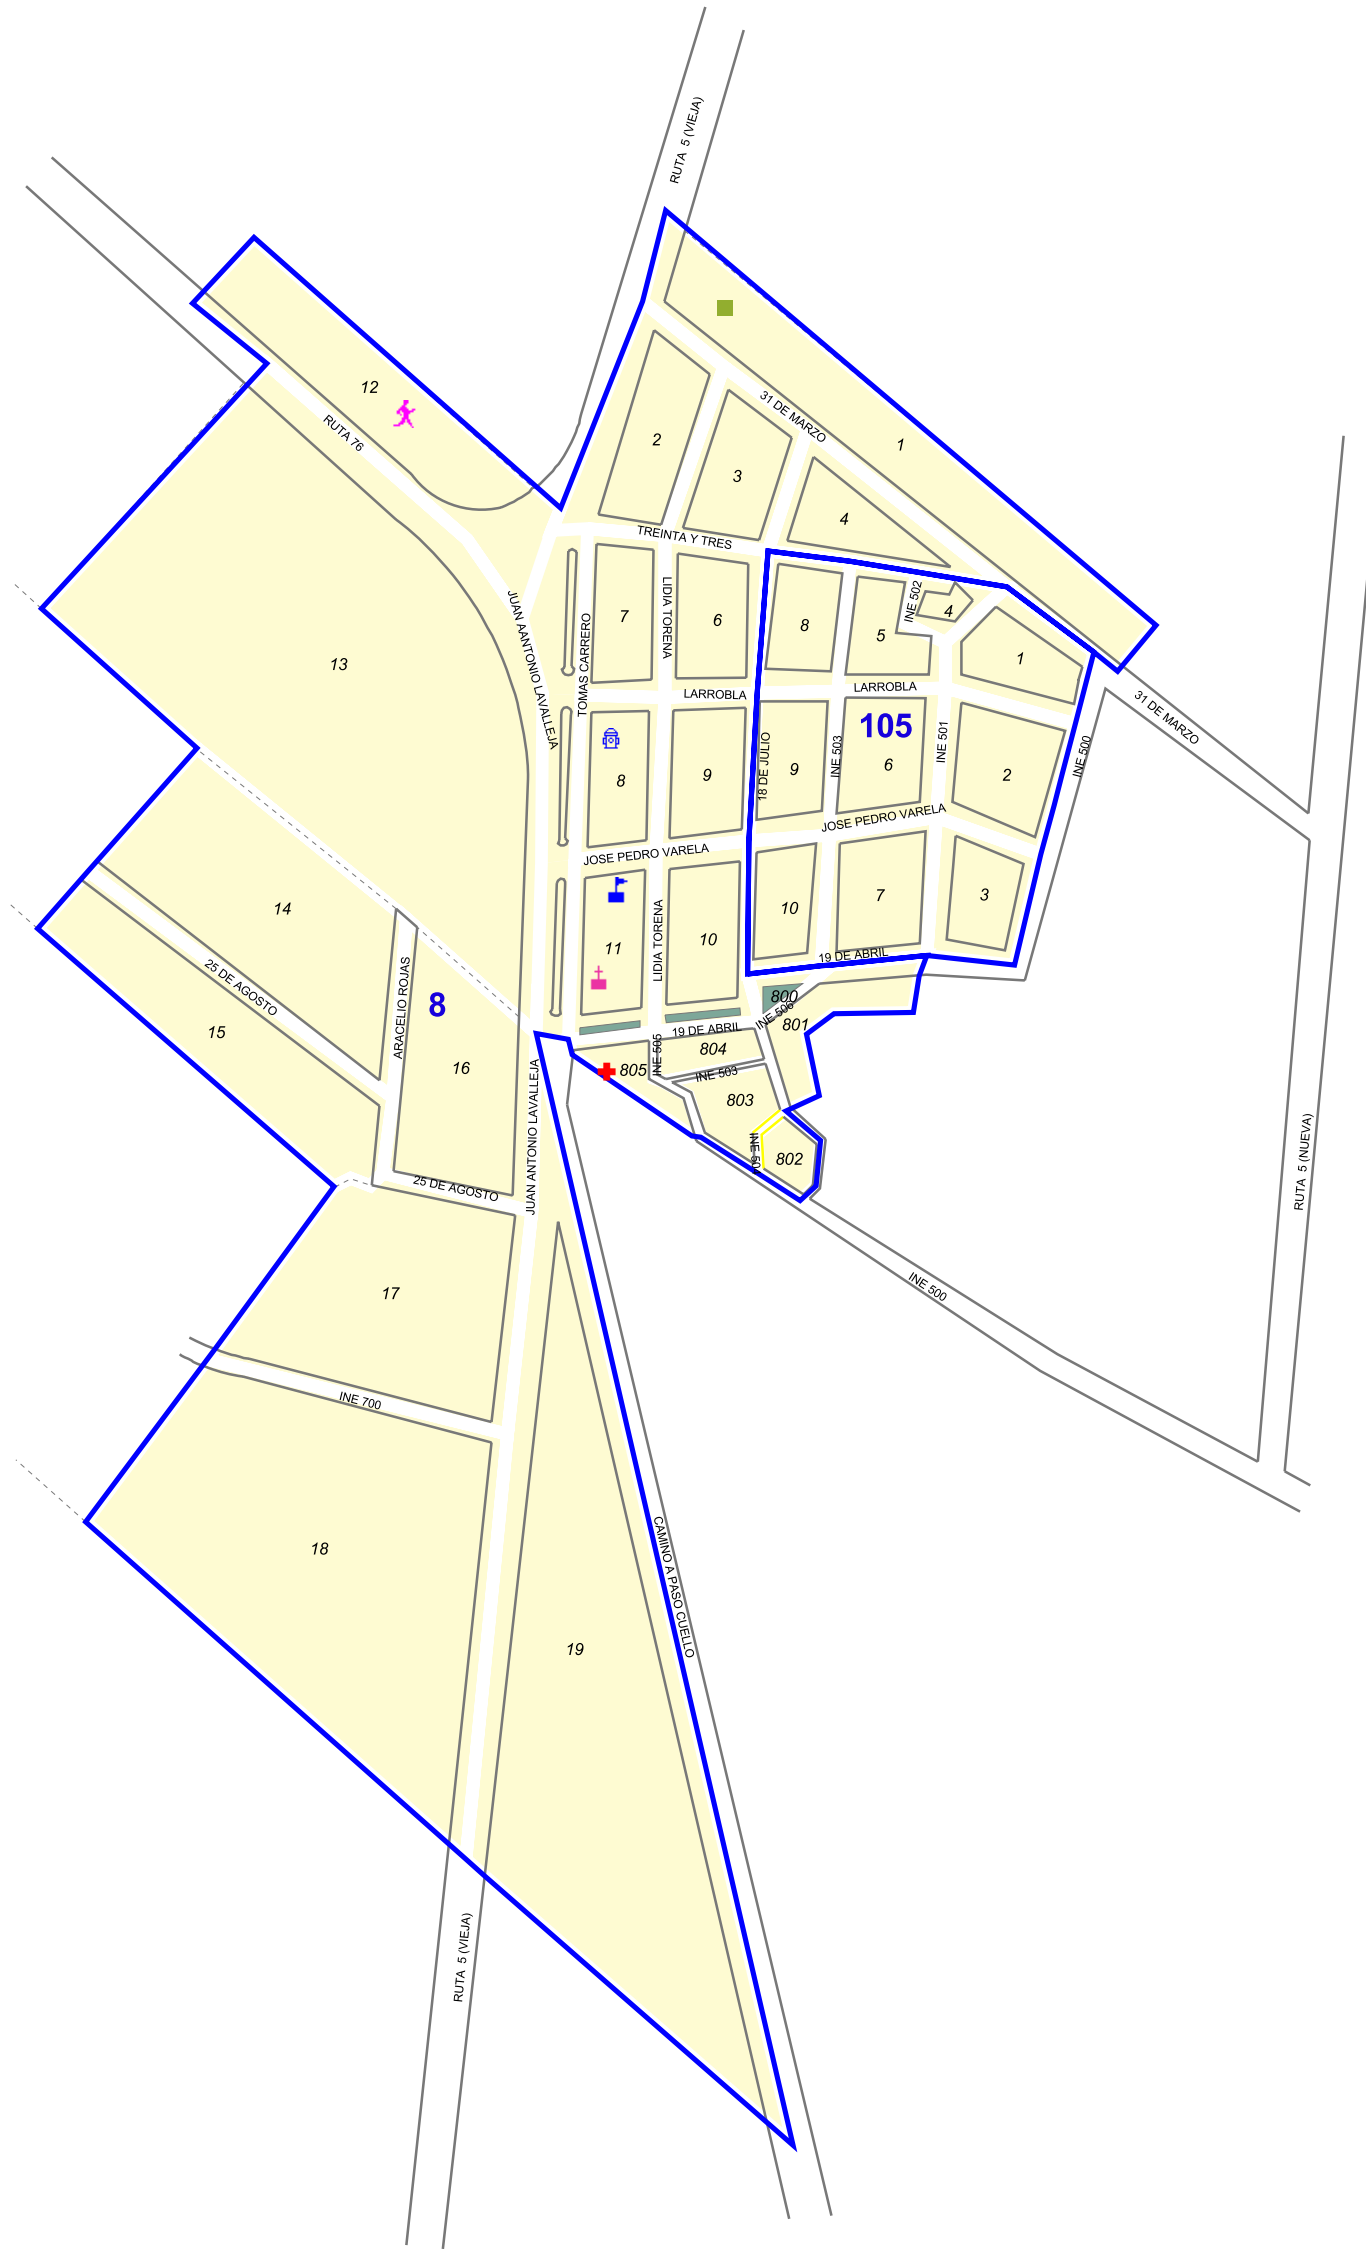 RUTA 5 (VIEJA)
12
RUTA 76
31 DE MARZO
1
2
3
4
TREINTA Y TRES
JUAN AANTONIO LAVALLEJA
TOMAS CARRERO
LIDIA TORENA
7
6
8
5
INE 502
4
1
13
LARROBLA
LARROBLA
31 DE MARZO
18 DE JULIO
INE 503
105
INE 501
INE 500
8
9
9
6
2
JOSE PEDRO VARELA
JOSE PEDRO VARELA
14
11
LIDIA TORENA
10
10
7
3
19 DE ABRIL
25 DE AGOSTO
ARACELIO ROJAS
8
15
16
800
INE 506
801
19 DE ABRIL
INE 505
804
805
INE 503
803
INE 504
802
JUAN ANTONIO LAVALLEJA
25 DE AGOSTO
RUTA 5 (NUEVA)
INE 500
17
INE 700
18
CAMINO A PASO CUELLO
19
RUTA 5 (VIEJA)